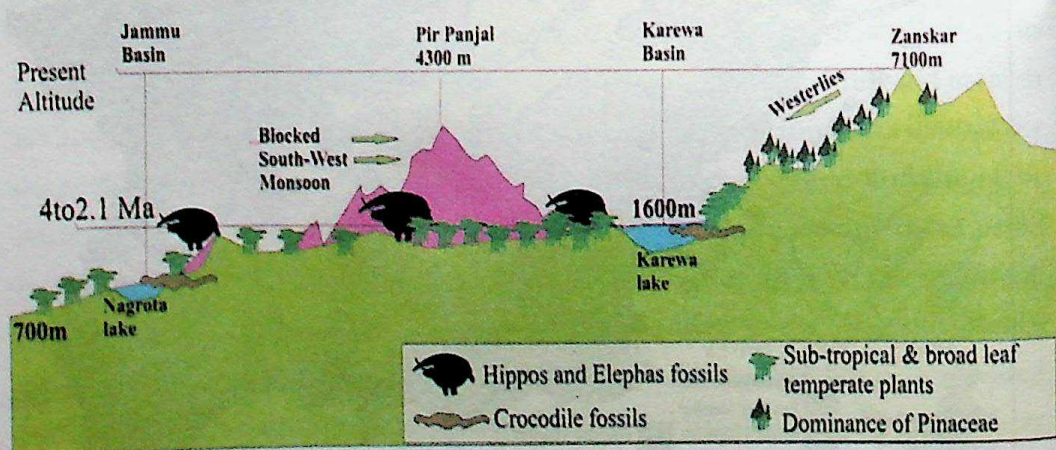 Jammu
Basin
Pir Panjal
4300 m
Karewa
Basin
Zanskar
7100m
Present
Altitude
Westerlies
Blocked
South-West
Monsoon
4to2.1 Ma
1600m
Karewa
lake
Nagrota
lake
700m
Hippos and Elephas fossils
Crocodile fossils
Sub-tropical & broad leaf
temperate plants
Dominance of Pinaceae